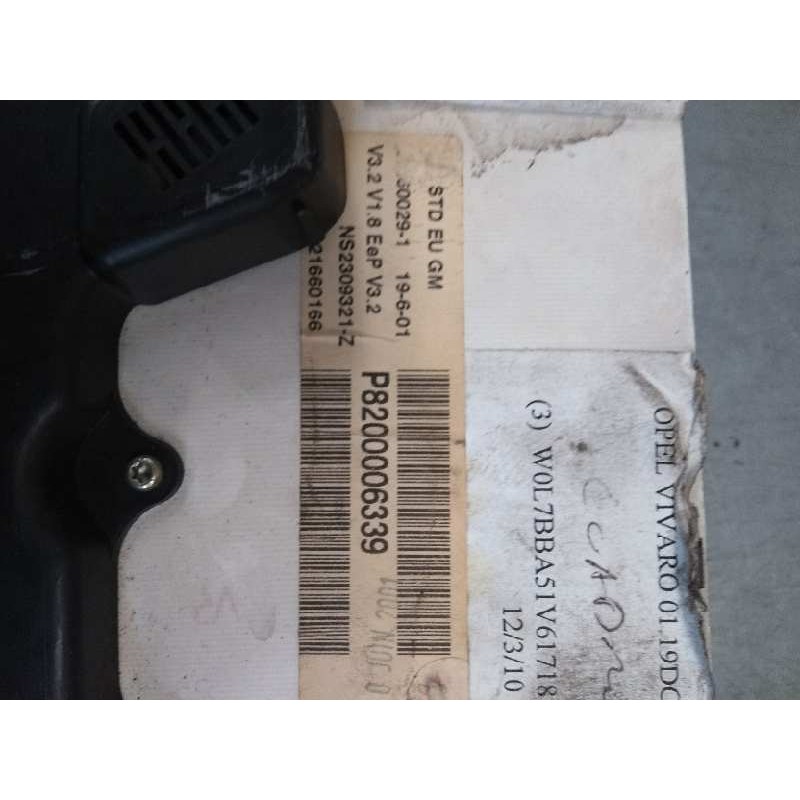 STD EU GM
60029-1 19-6-01
V3.2 V1.8 EeP V3.2
NS2309321-Z
21660166
P8200006339
OPEL VIVARO 01.19DC
(3) W0L7BBA51V61718
12/3/10